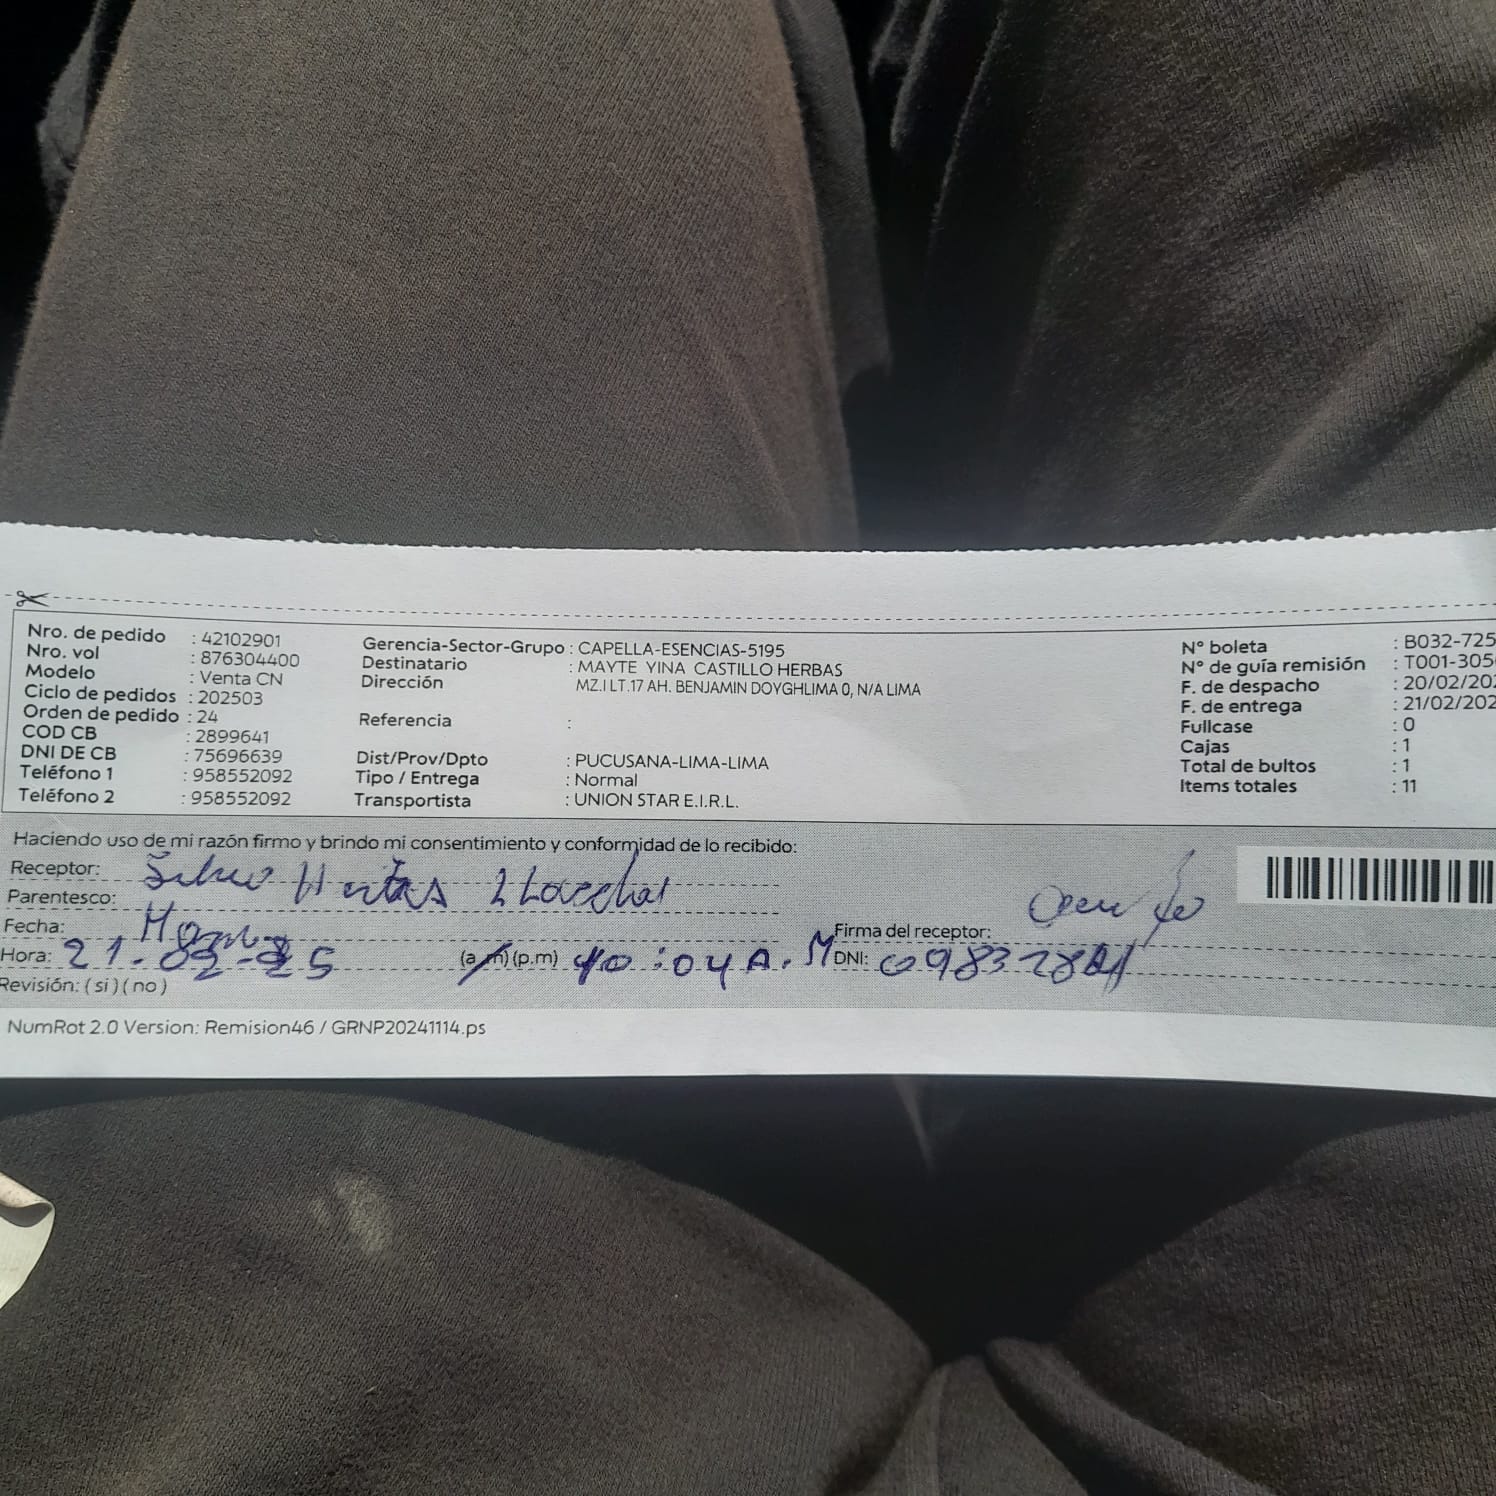 Nro. de pedido : 42102901
Nro. vol : 876304400
Modelo : Venta CN
Ciclo de pedidos : 202503
Orden de pedido : 24
COD CB : 2899641
DNI DE CB : 75696639
Teléfono 1 : 958552092
Teléfono 2 : 958552092
Gerencia-Sector-Grupo : CAPELLA-ESENCIAS-5195
Destinatario : MAYTE YINA CASTILLO HERBAS
Dirección MZ.I LT.17 AH. BENJAMIN DOYGHLIMA 0, N/A LIMA
Referencia :
Dist/Prov/Dpto : PUCUSANA-LIMA-LIMA
Tipo / Entrega : Normal
Transportista : UNION STAR E.I.R.L.
N° boleta : B032-725
N° de guía remisión : T001-305
F. de despacho : 20/02/202
F. de entrega : 21/02/202
Fullcase : 0
Cajas : 1
Total de bultos : 1
Items totales : 11
Haciendo uso de mi razón firmo y brindo mi consentimiento y conformidad de lo recibido:
Receptor:
Parentesco:
Fecha:
Firma del receptor:
Hora: 21.02-25 (a.m)(p.m) 10:04 A.M DNI:
Revisión: ( si ) ( no )
NumRot 2.0 Version: Remision46 / GRNP20241114.ps